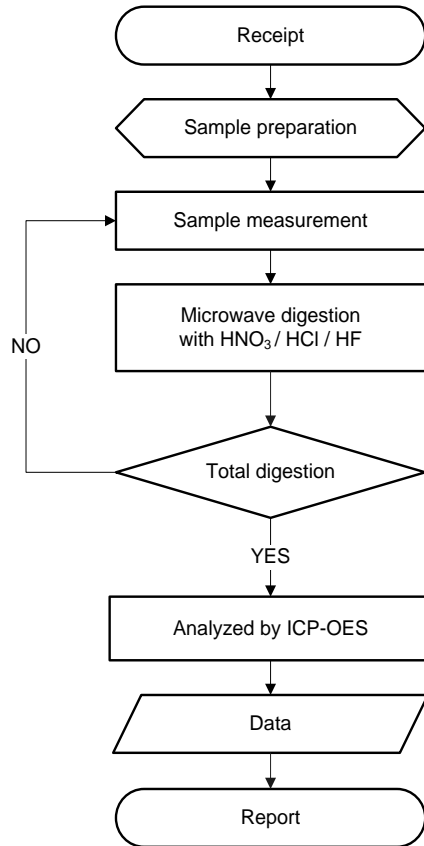 Receipt
Sample preparation
Sample measurement
Microwave digestion
with HNO₃ / HCl / HF
NO
Total digestion
YES
Analyzed by ICP-OES
Data
Report